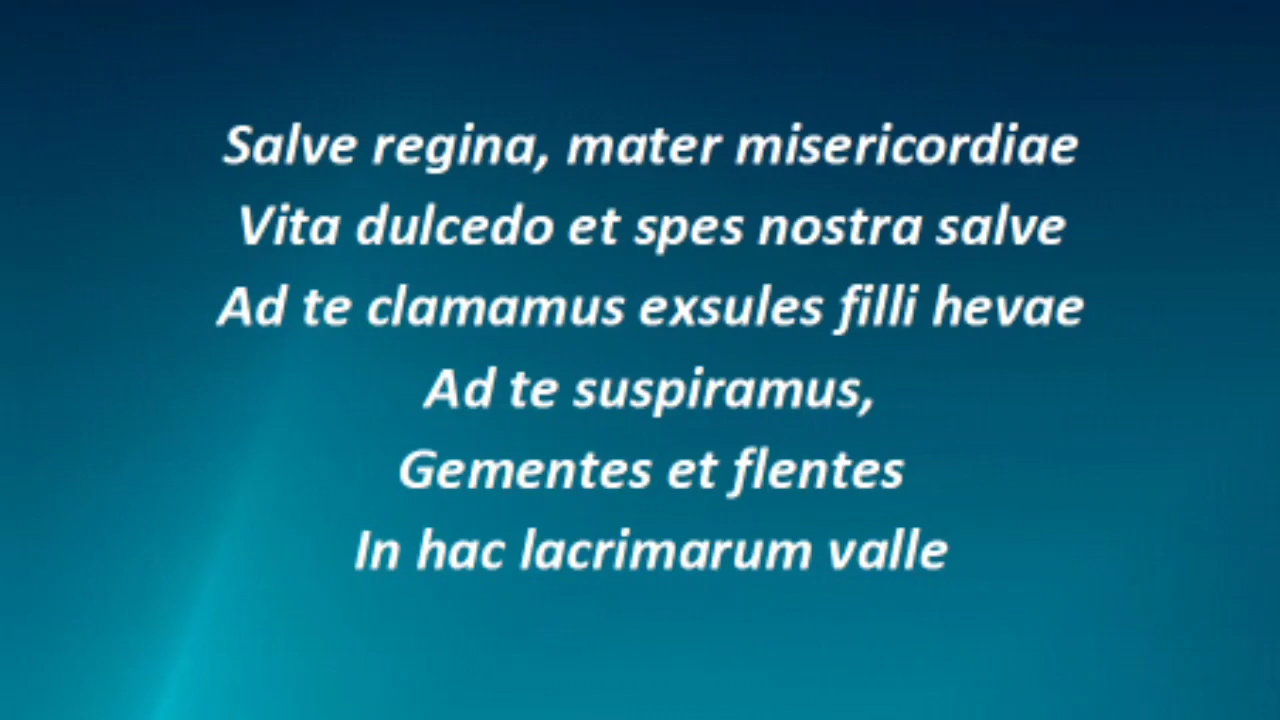 Salve regina, mater misericordiae
Vita dulcedo et spes nostra salve
Ad te clamamus exsules filli hevae
Ad te suspiramus,
Gementes et flentes
In hac lacrimarum valle